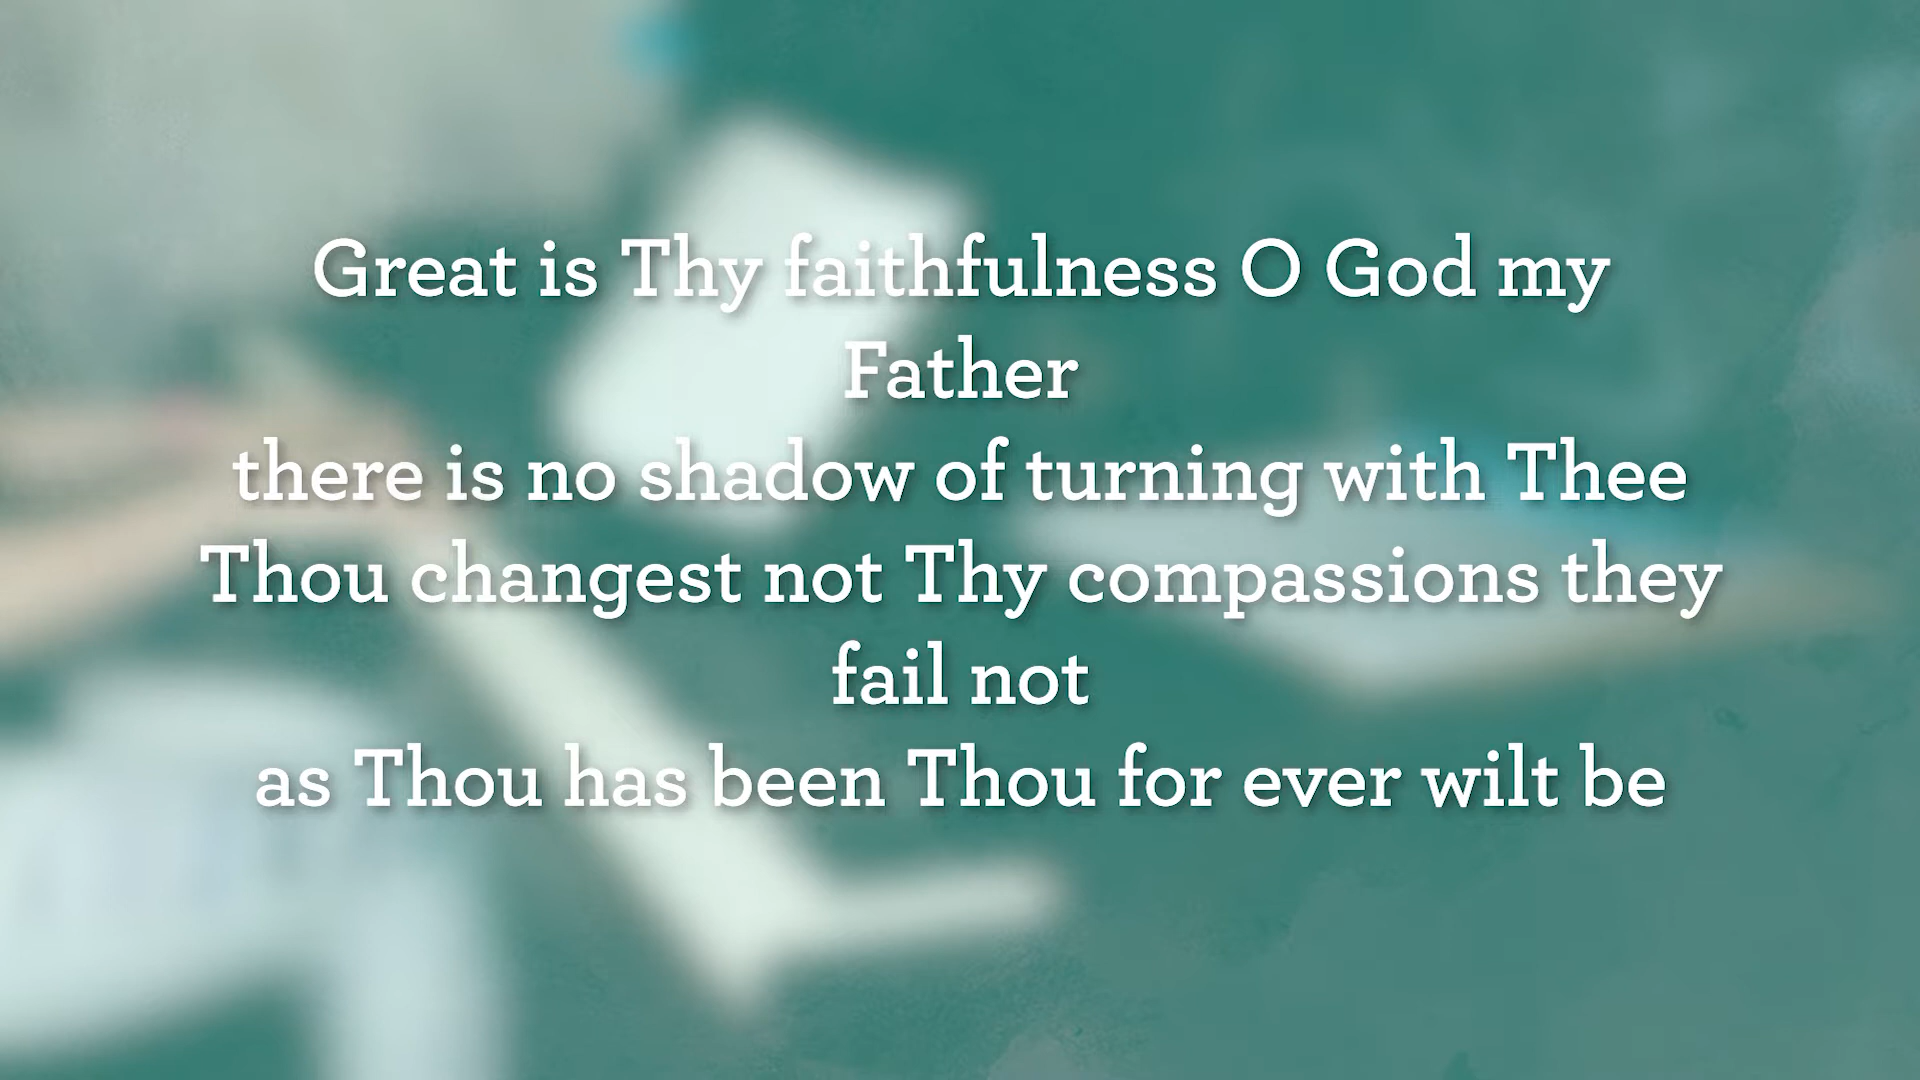 Great is Thy faithfulness O God my
Father
there is no shadow of turning with Thee
Thou changest not Thy compassions they
fail not
as Thou has been Thou for ever wilt be